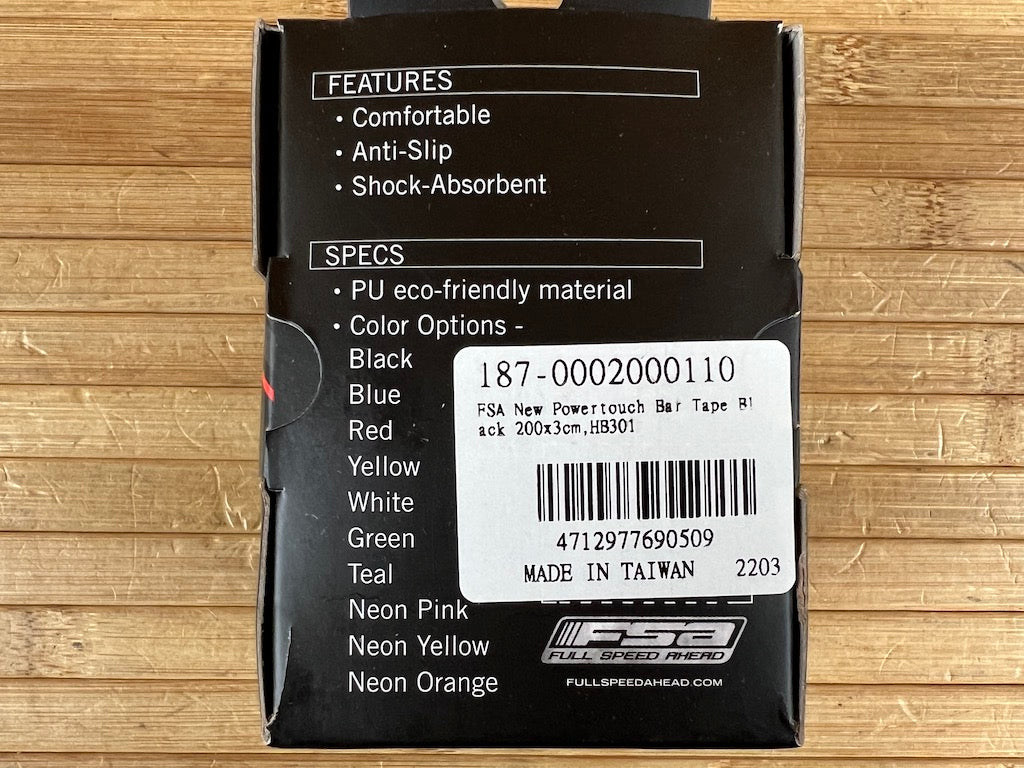 FEATURES
• Comfortable
• Anti-Slip
• Shock-Absorbent
SPECS
• PU eco-friendly material
• Color Options -
Black
Blue
Red
Yellow
White
Green
Teal
Neon Pink
Neon Yellow
Neon Orange
187-0002000110
FSA New Powertouch Bar Tape Bl
ack 200x3cm,HB301
4712977690509
MADE IN TAIWAN 2203
FSA
FULL SPEED AHEAD
FULLSPEEDAHEAD.COM